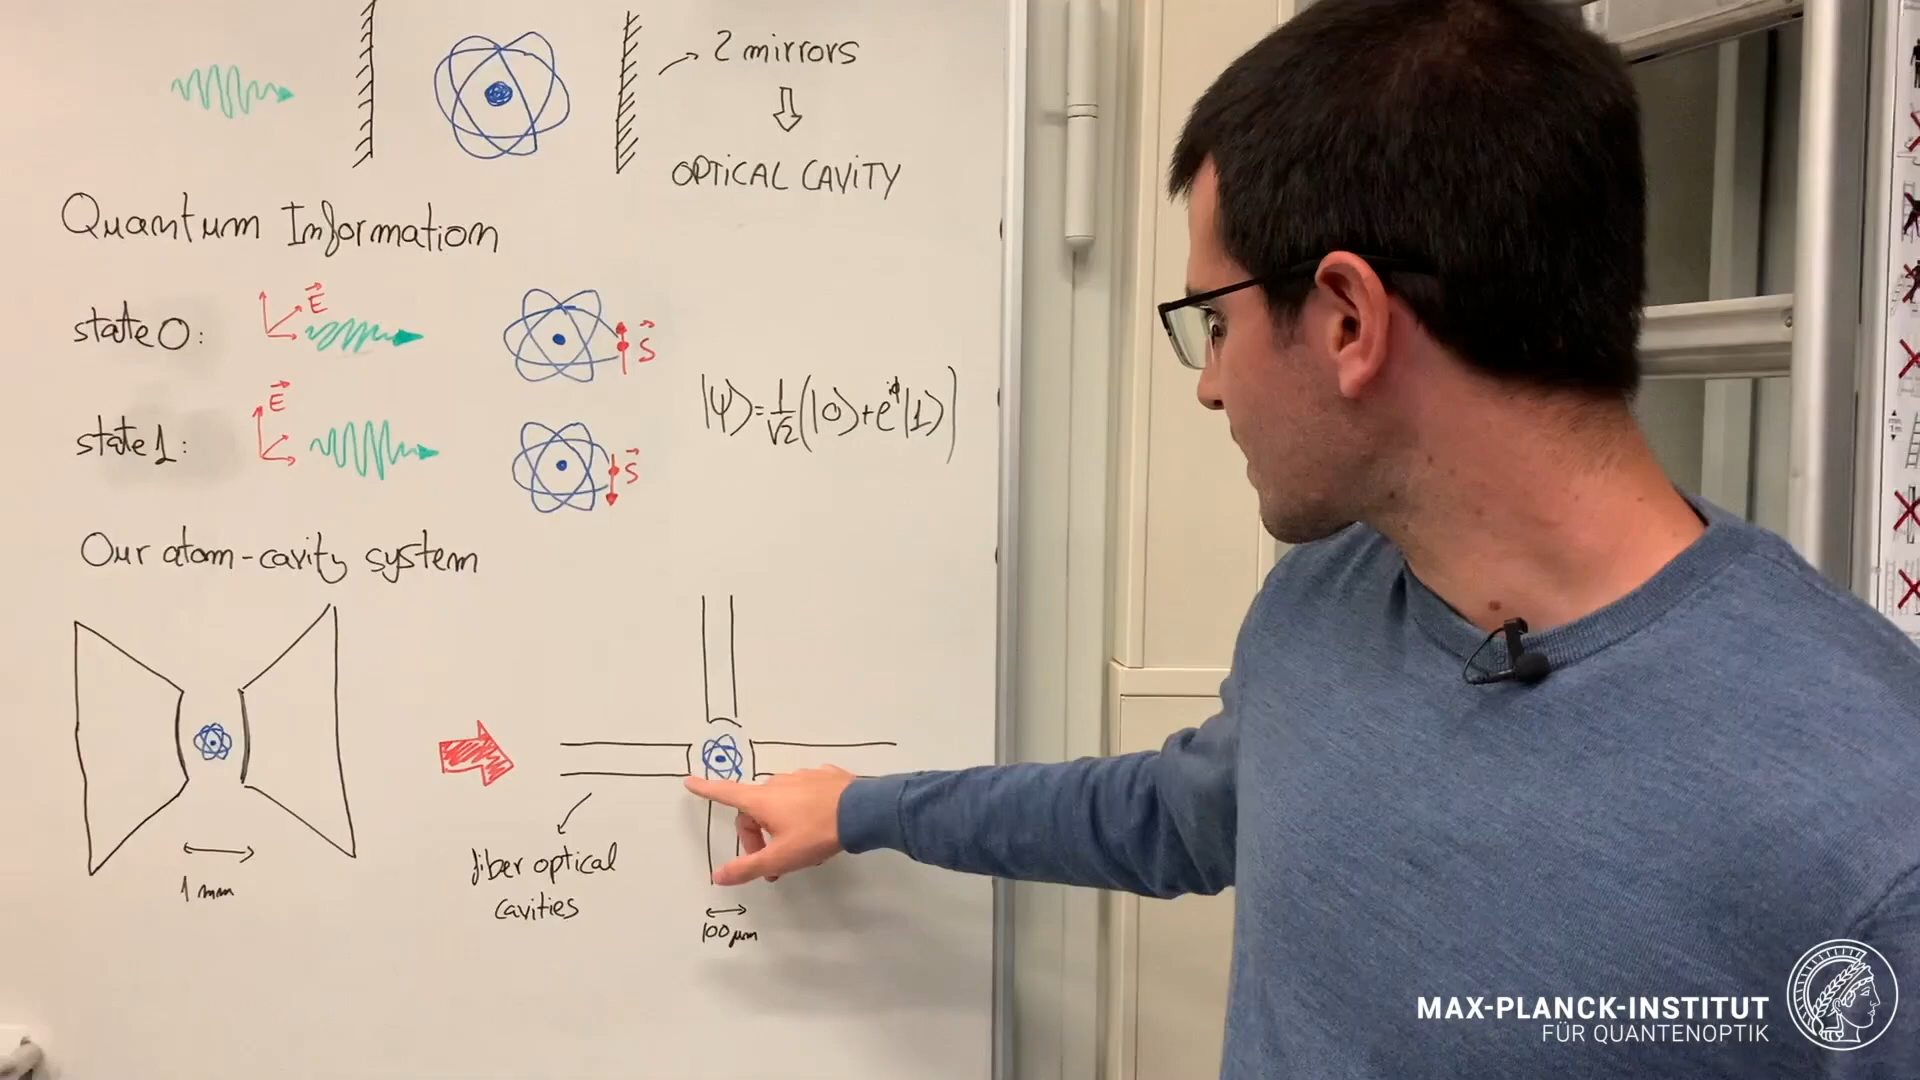 2 mirrors
OPTICAL CAVITY
Quantum Information
state 0:
E⃗
S⃗
state 1:
E⃗
S⃗
|ψ⟩=1/√2(|0⟩+e^iϕ|1⟩)
Our atom-cavity system
1 mm
fiber optical
cavities
100 μm
MAX-PLANCK-INSTITUT
FÜR QUANTENOPTIK